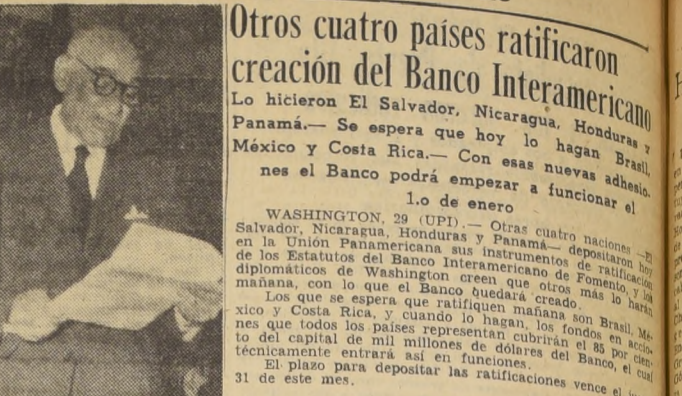 Otros cuatro países ratificaron
creación del Banco Interamericano
Lo hicieron El Salvador, Nicaragua, Honduras y
Panamá.— Se espera que hoy lo hagan Brasil,
México y Costa Rica.— Con esas nuevas adhesio-
nes el Banco podrá empezar a funcionar el
1.o de enero
WASHINGTON, 29 (UPI).— Otras cuatro naciones —El
Salvador, Nicaragua, Honduras y Panamá— depositaron hoy
en la Unión Panamericana sus instrumentos de ratificación
de los Estatutos del Banco Interamericano de Fomento, y los
diplomáticos de Washington creen que otros más lo harán
mañana, con lo que el Banco quedará creado.
Los que se espera que ratifiquen mañana son Brasil, Mé-
xico y Costa Rica, y cuando lo hagan, los fondos en accio-
nes que todos los países representan cubrirán el 85 por cien-
to del capital de mil millones de dólares del Banco, el cual
técnicamente entrará así en funciones.
El plazo para depositar las ratificaciones vence el
31 de este mes.